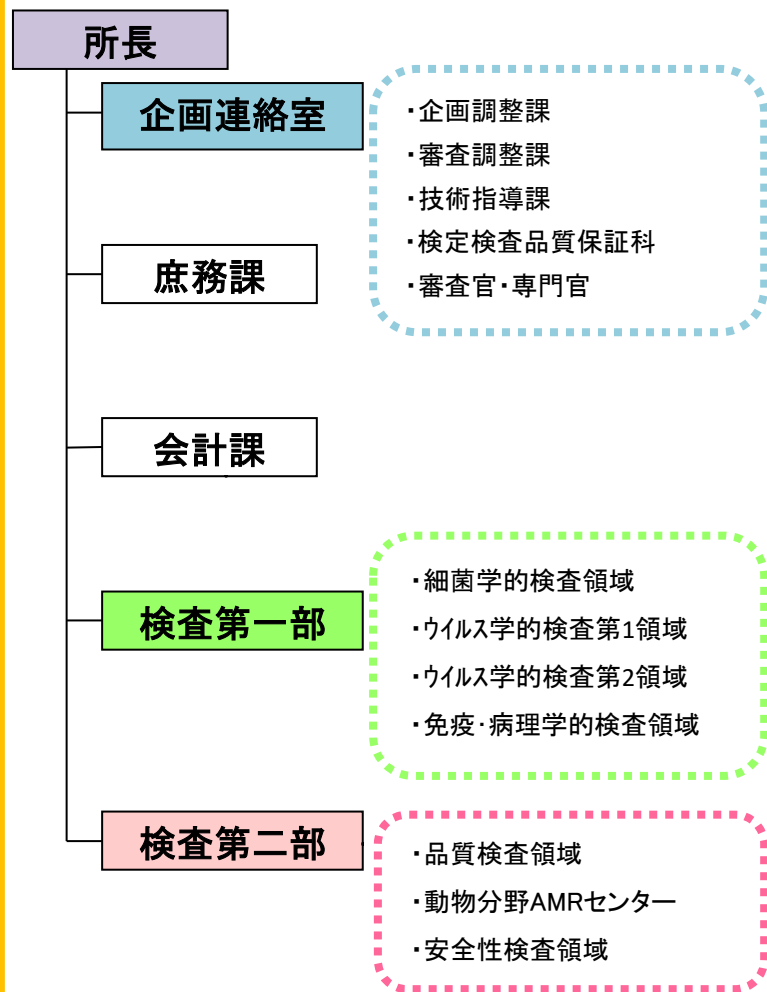 所長
企画連絡室
・企画調整課
・審査調整課
・技術指導課
・検定検査品質保証科
・審査官・専門官
庶務課
会計課
検査第一部
・細菌学的検査領域
・ウイルス学的検査第1領域
・ウイルス学的検査第2領域
・免疫・病理学的検査領域
検査第二部
・品質検査領域
・動物分野AMRセンター
・安全性検査領域